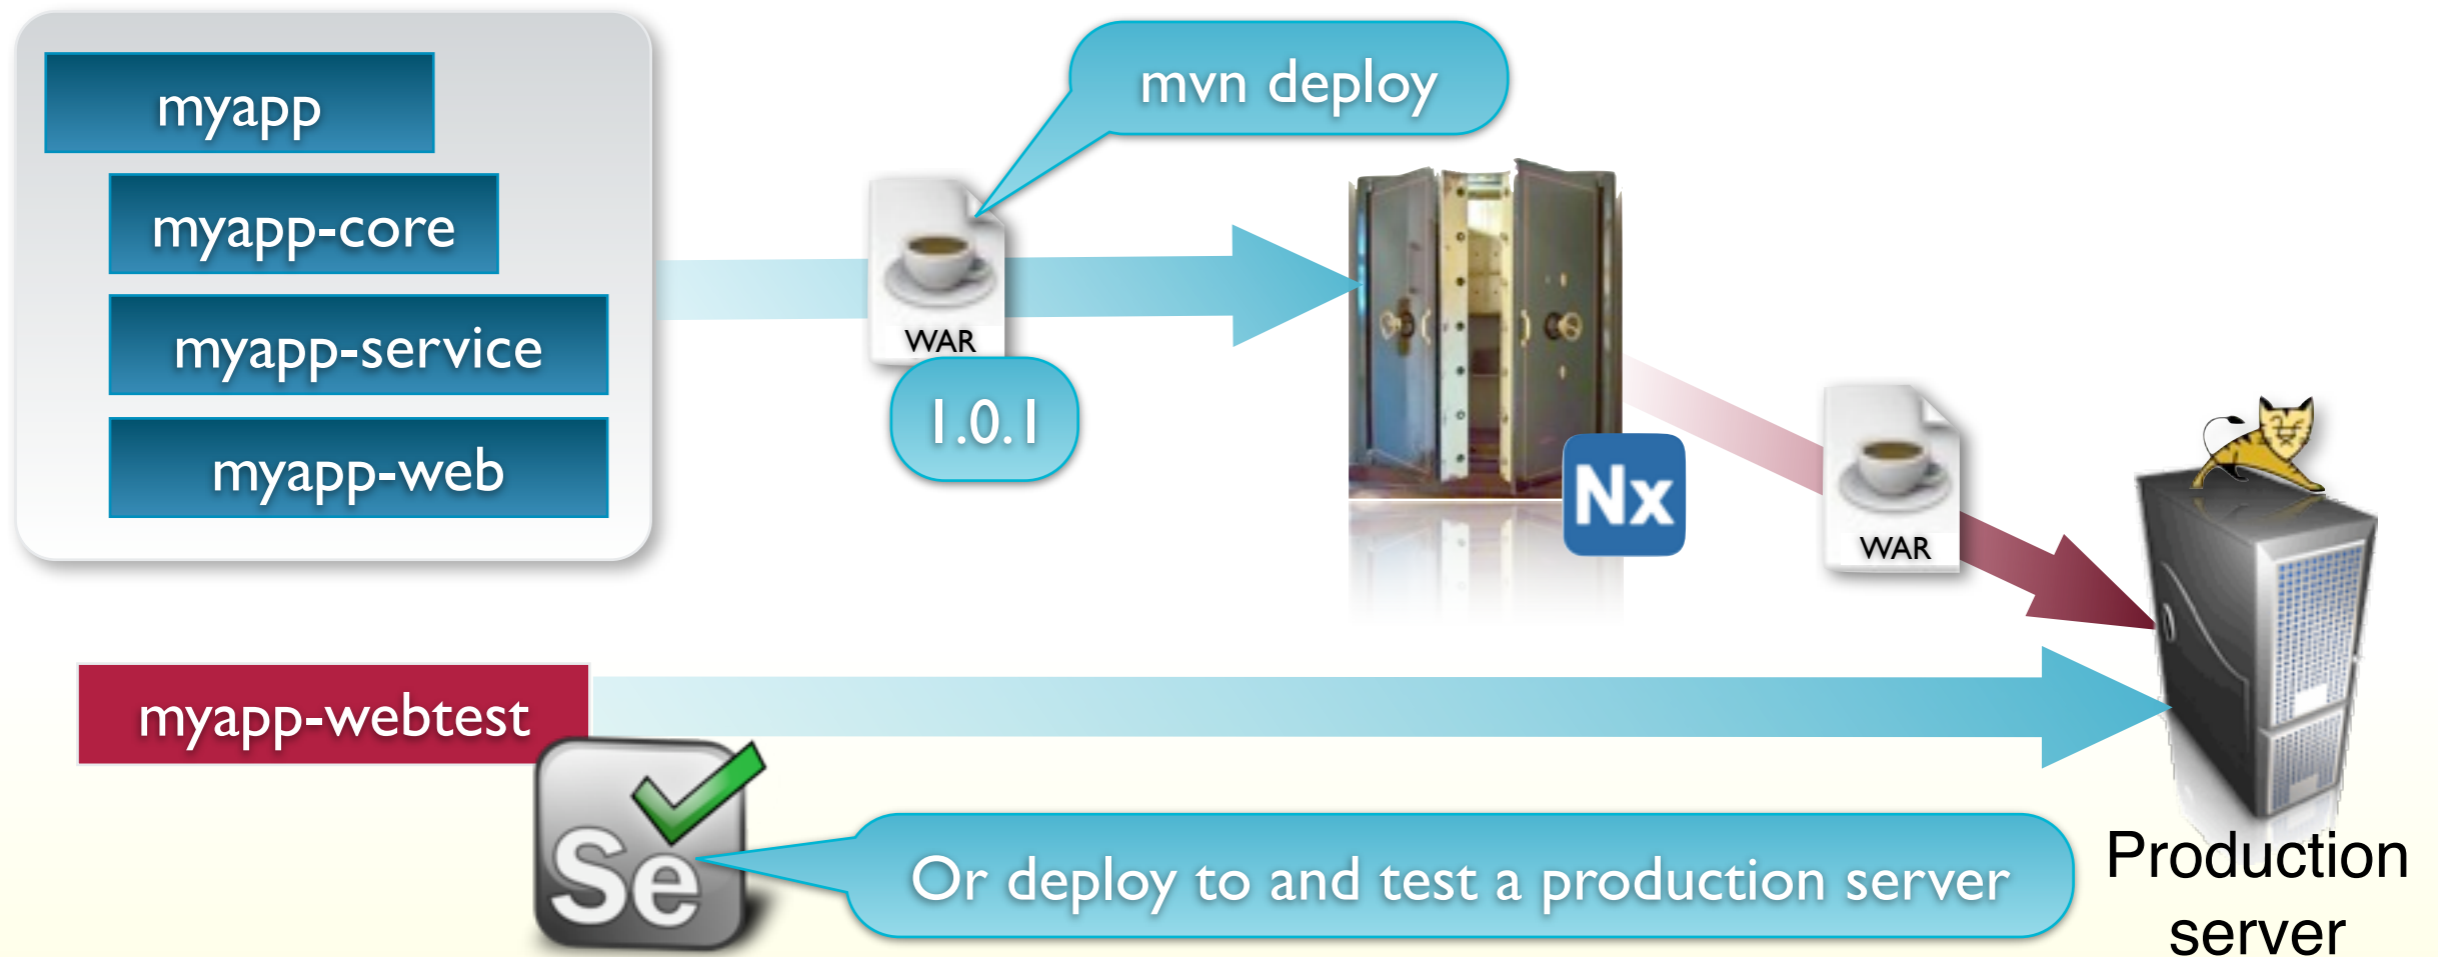 myapp
myapp-core
myapp-service
myapp-web
mvn deploy
WAR
1.0.1
Nx
WAR
myapp-webtest
Se
Or deploy to and test a production server
Production
server